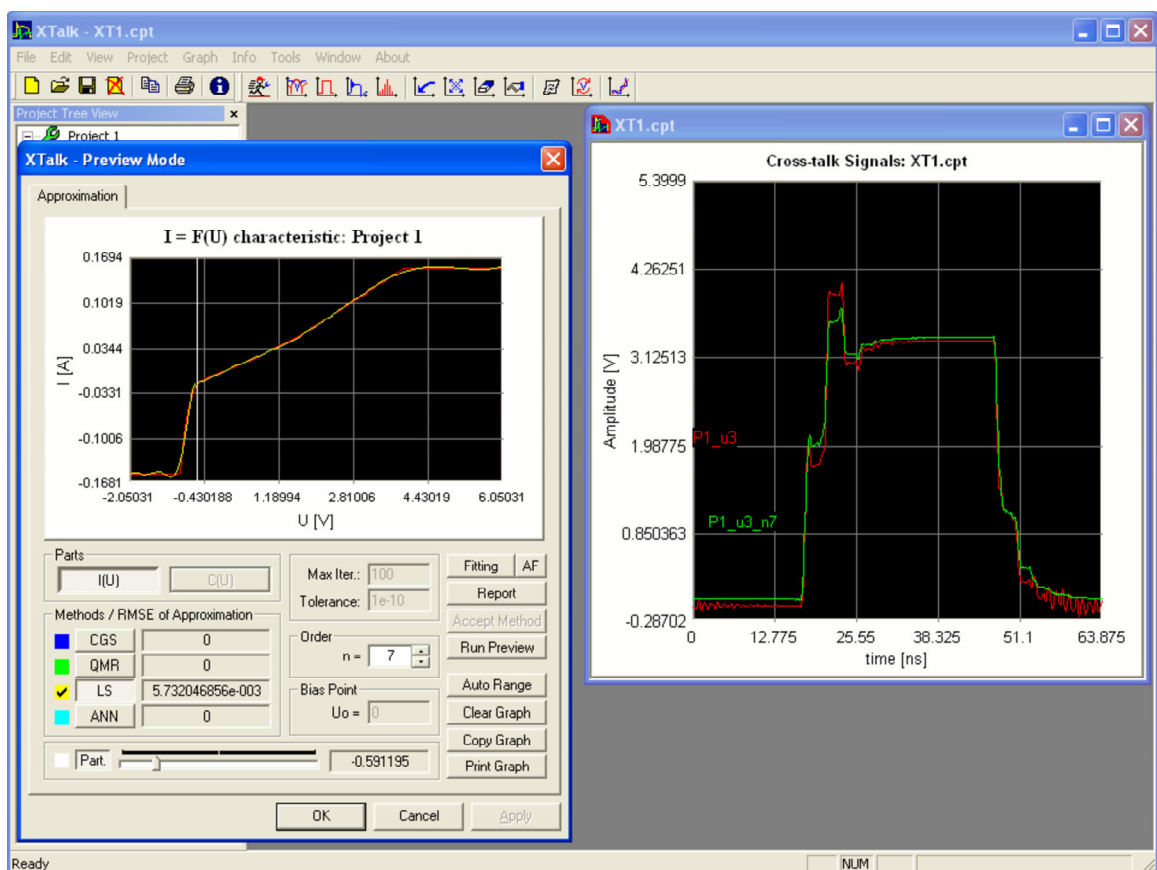 XTalk - XT1.cpt
File Edit View Project Graph Info Tools Window About
Project Tree View
Project 1
XTalk - Preview Mode
Approximation
I = F(U) characteristic: Project 1
0.1694
0.1019
0.0344
-0.0331
-0.1006
-0.1681
I [A]
-2.05031 -0.430188 1.18994 2.81006 4.43019 6.05031
U [V]
Parts
I(U) C(U)
Methods / RMSE of Approximation
CGS 0
QMR 0
LS 5.732046856e-003
ANN 0
Max Iter.: 100
Tolerance: 1e-10
Order
n = 7
Bias Point
Uo = 0
Fitting AF
Report
Accept Method
Run Preview
Auto Range
Clear Graph
Copy Graph
Print Graph
Part. -0.591195
OK Cancel Apply
XT1.cpt
Cross-talk Signals: XT1.cpt
5.3999
4.26251
3.12513
1.98775
0.850363
-0.28702
Amplitude [V]
P1_u3
P1_u3_n7
0 12.775 25.55 38.325 51.1 63.875
time [ns]
Ready NUM